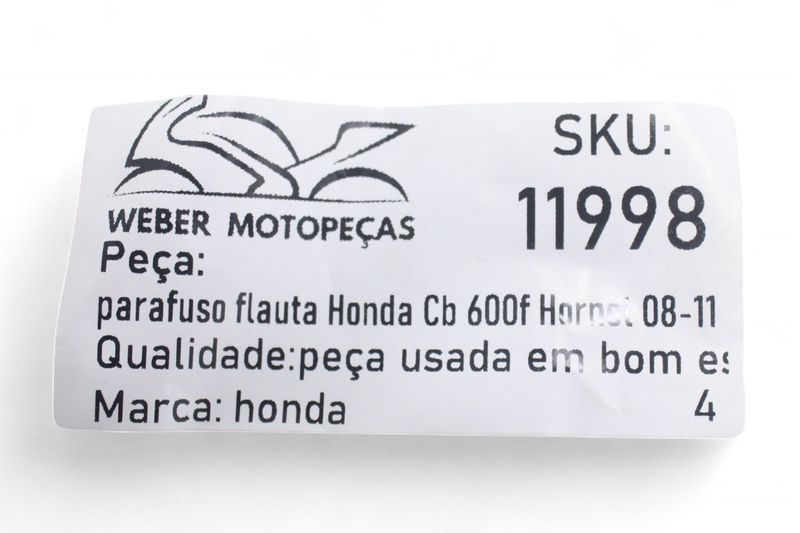 WEBER MOTOPEÇAS
SKU:
11998
Peça:
parafuso flauta Honda Cb 600f Hornet 08-11
Qualidade:peça usada em bom es
Marca: honda
4